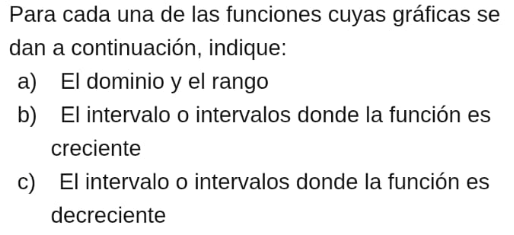 Para cada una de las funciones cuyas gráficas se
dan a continuación, indique:
a) El dominio y el rango
b) El intervalo o intervalos donde la función es
creciente
c) El intervalo o intervalos donde la función es
decreciente